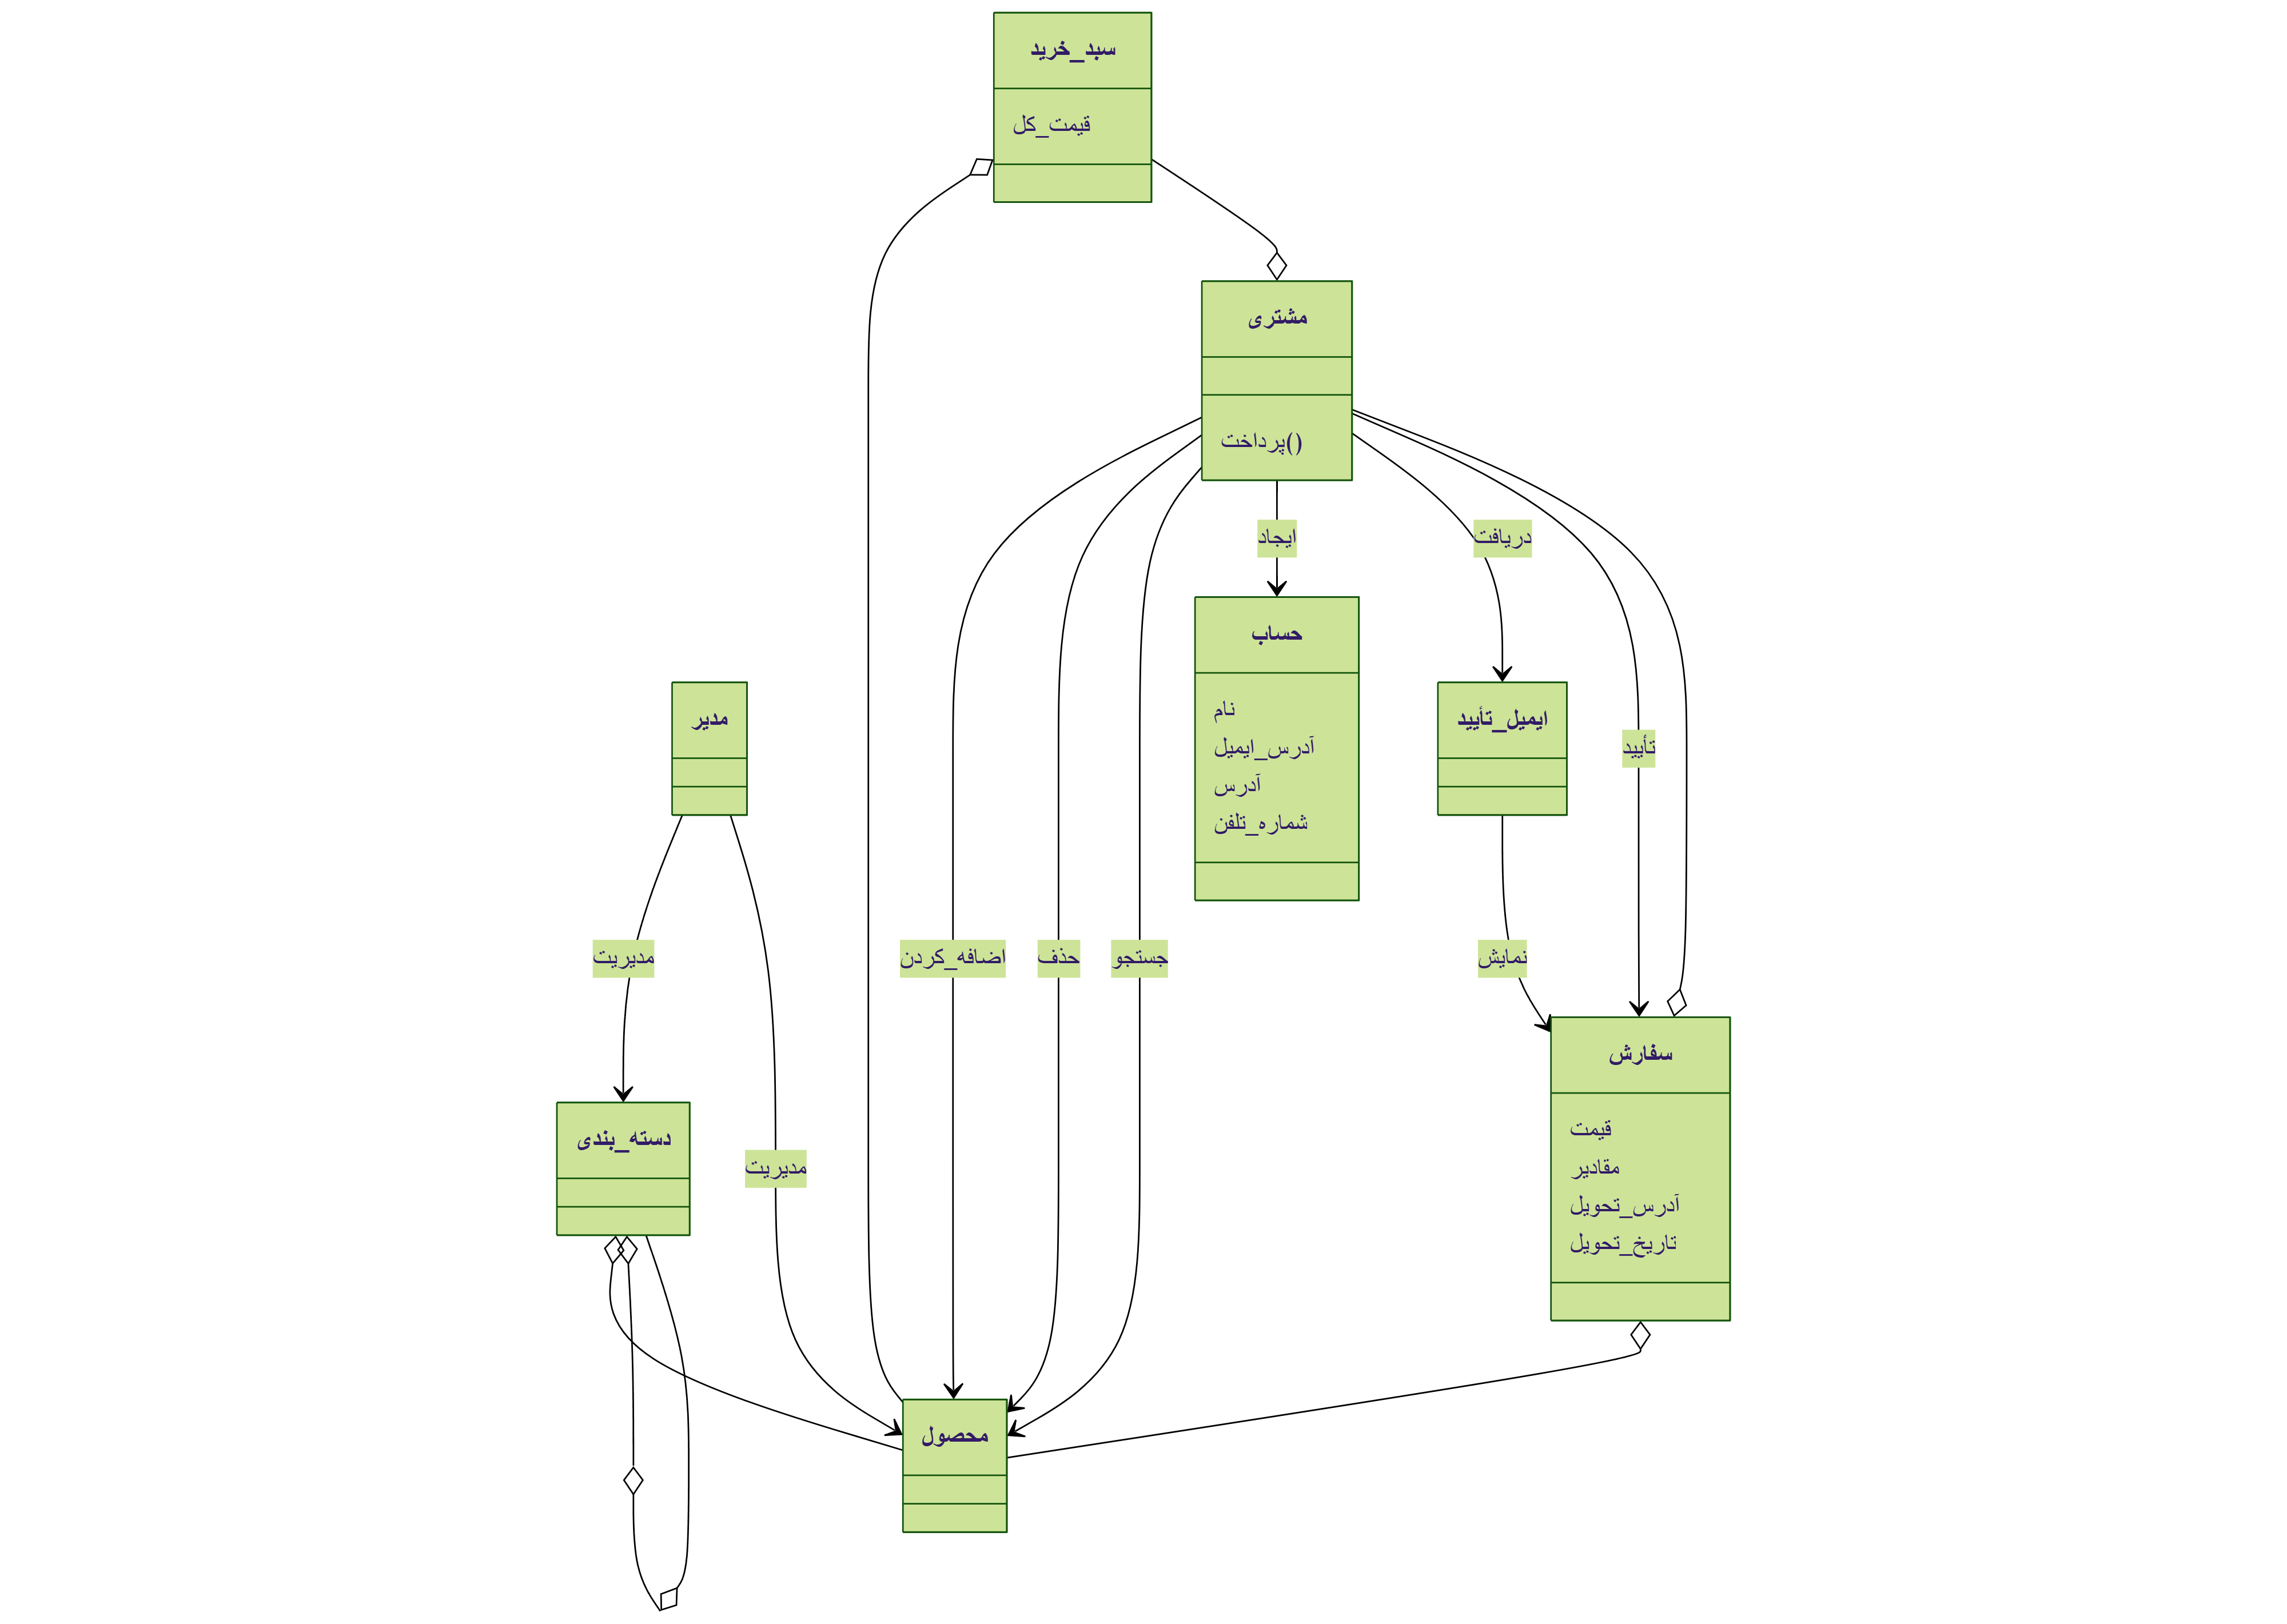 سبد_خرید
قیمت_کل
مشتری
پرداخت()
ایجاد
دریافت
حساب
نام
آدرس_ایمیل
آدرس
شماره_تلفن
مدیر
ایمیل_تأیید
تأیید
مدیریت
اضافه_کردن
حذف
جستجو
نمایش
سفارش
قیمت
مقادیر
آدرس_تحویل
تاریخ_تحویل
دسته_بندی
مدیریت
محصول